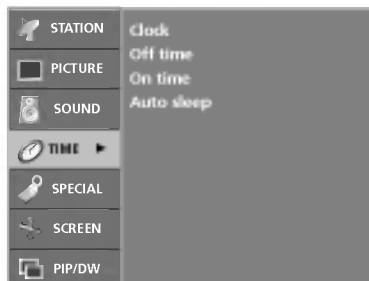 STATION
PICTURE
SOUND
TIME ►
SPECIAL
SCREEN
PIP/DW
Clock
Off time
On time
Auto sleep